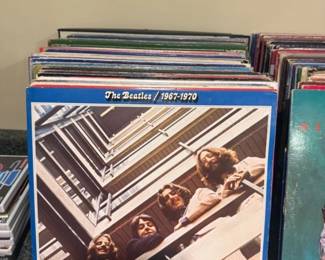 The Beatles / 1967-1970